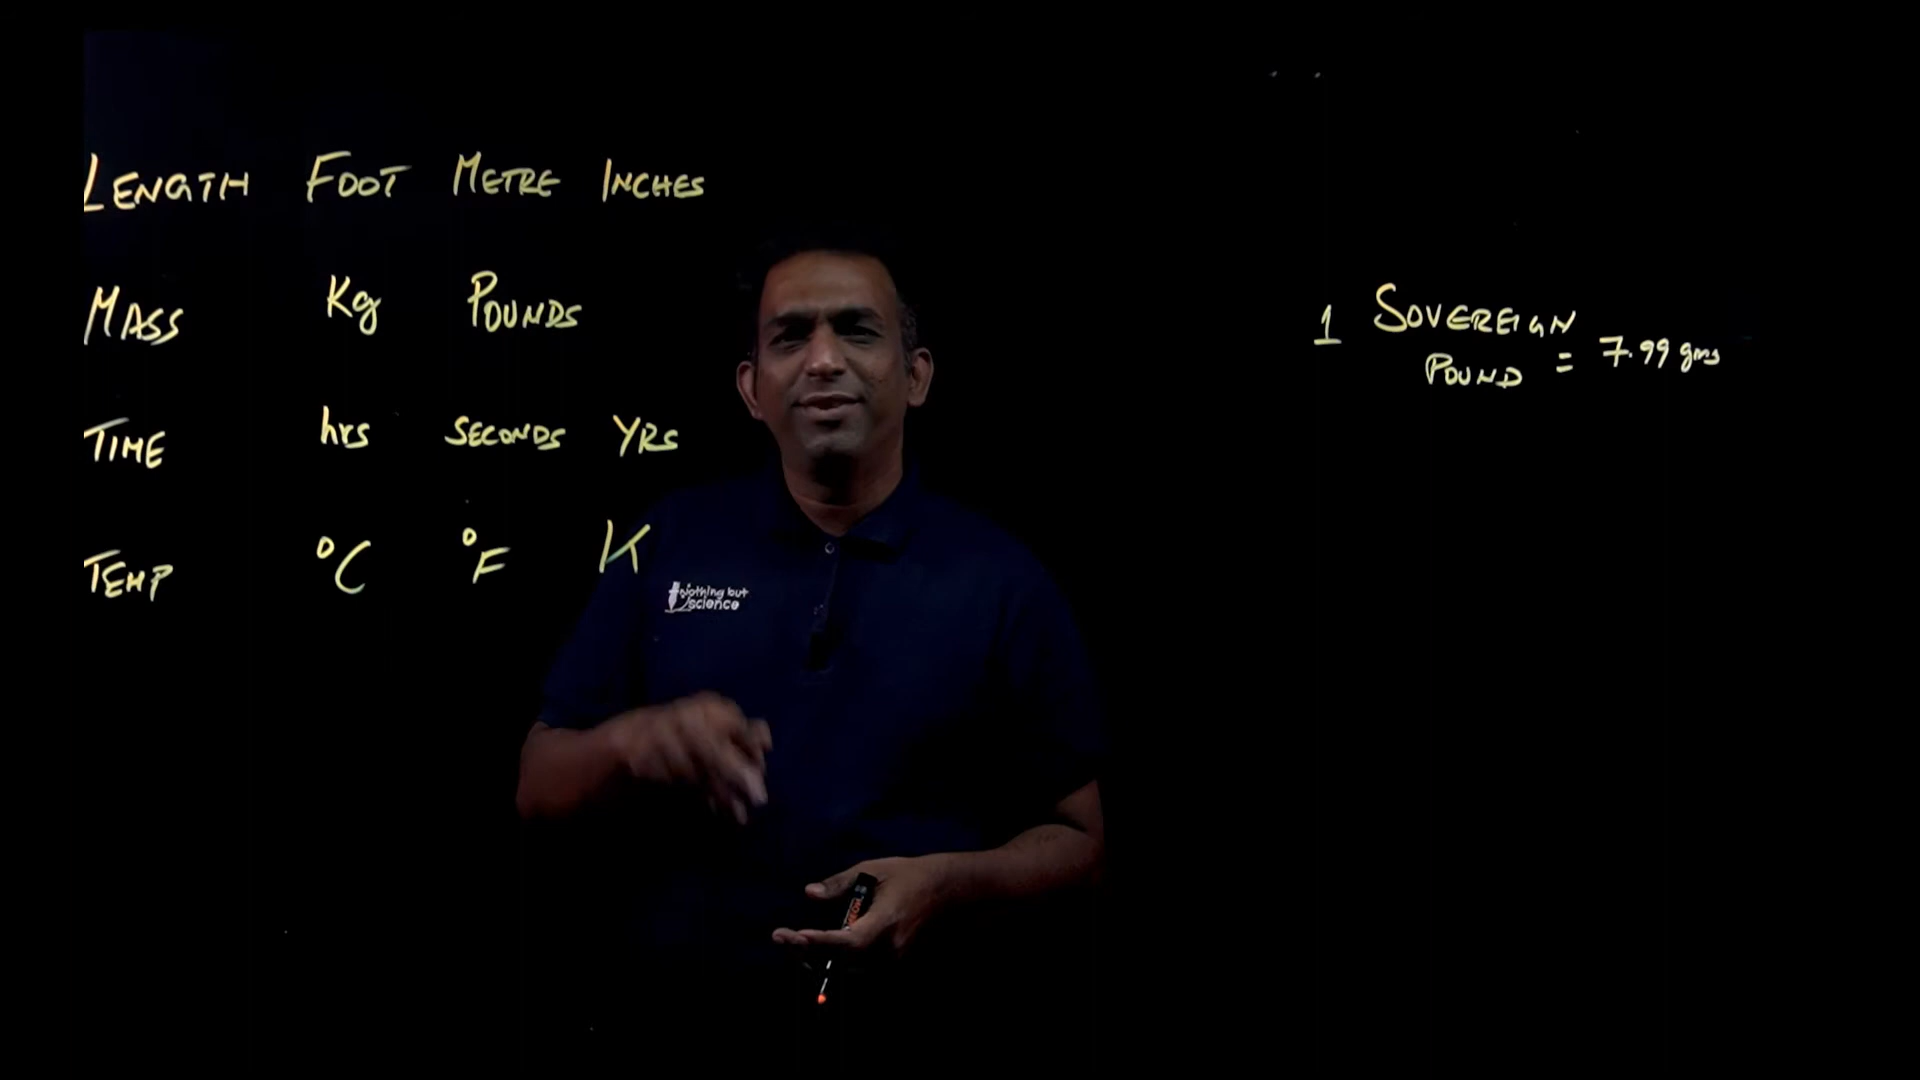 LENGTH FOOT METRE INCHES
MASS Kg POUNDS
TIME hrs SECONDS YRS
TEMP °C °F K
1 SOVEREIGN
POUND = 7.99 gms
Nothing but
science